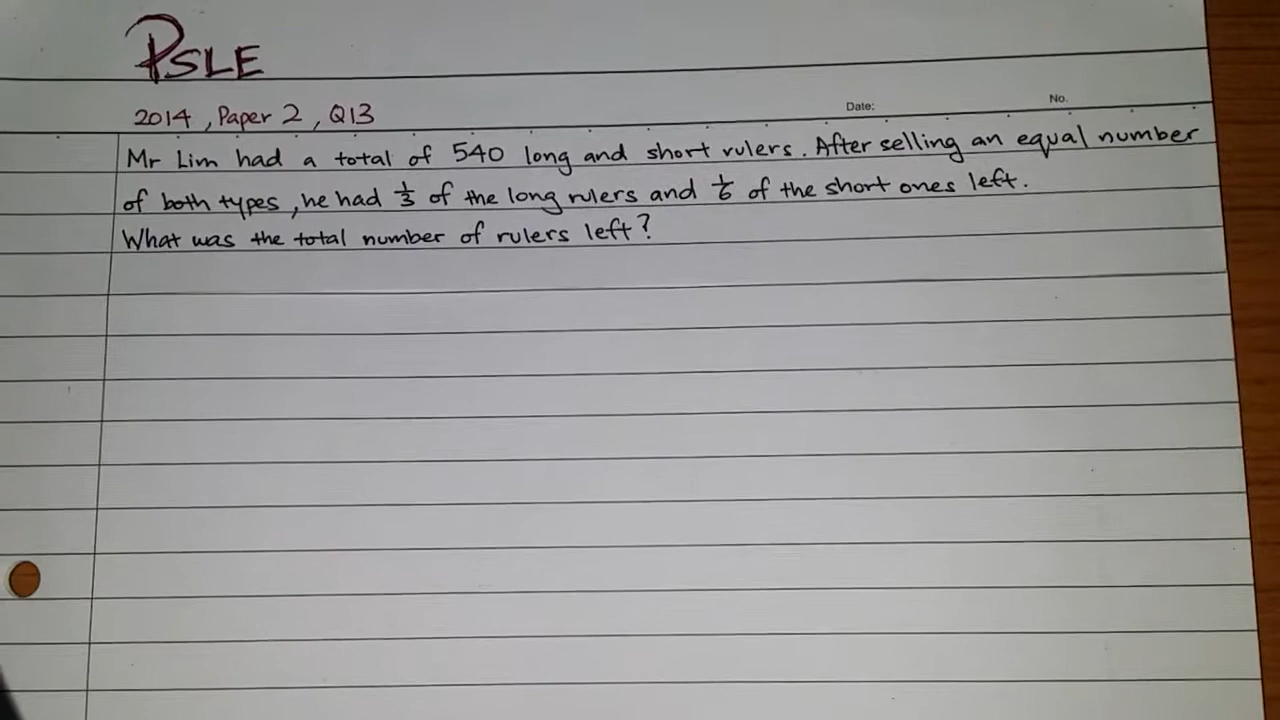 PSLE
2014, Paper 2, Q13
Date:
No.
Mr Lim had a total of 540 long and short rulers. After selling an equal number
of both types, he had 1/3 of the long rulers and 1/6 of the short ones left.
What was the total number of rulers left?